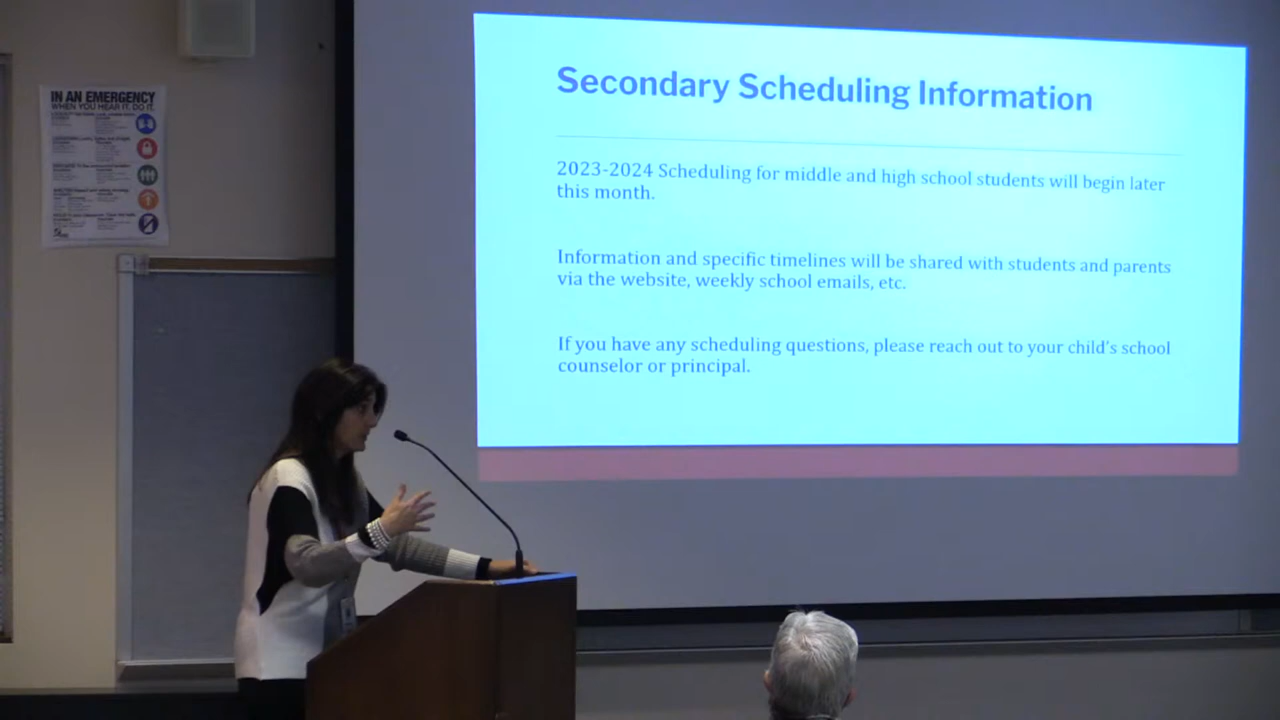 IN AN EMERGENCY
WHEN YOU HEAR IT. DO IT.
Secondary Scheduling Information
2023-2024 Scheduling for middle and high school students will begin later
this month.
Information and specific timelines will be shared with students and parents
via the website, weekly school emails, etc.
If you have any scheduling questions, please reach out to your child's school
counselor or principal.